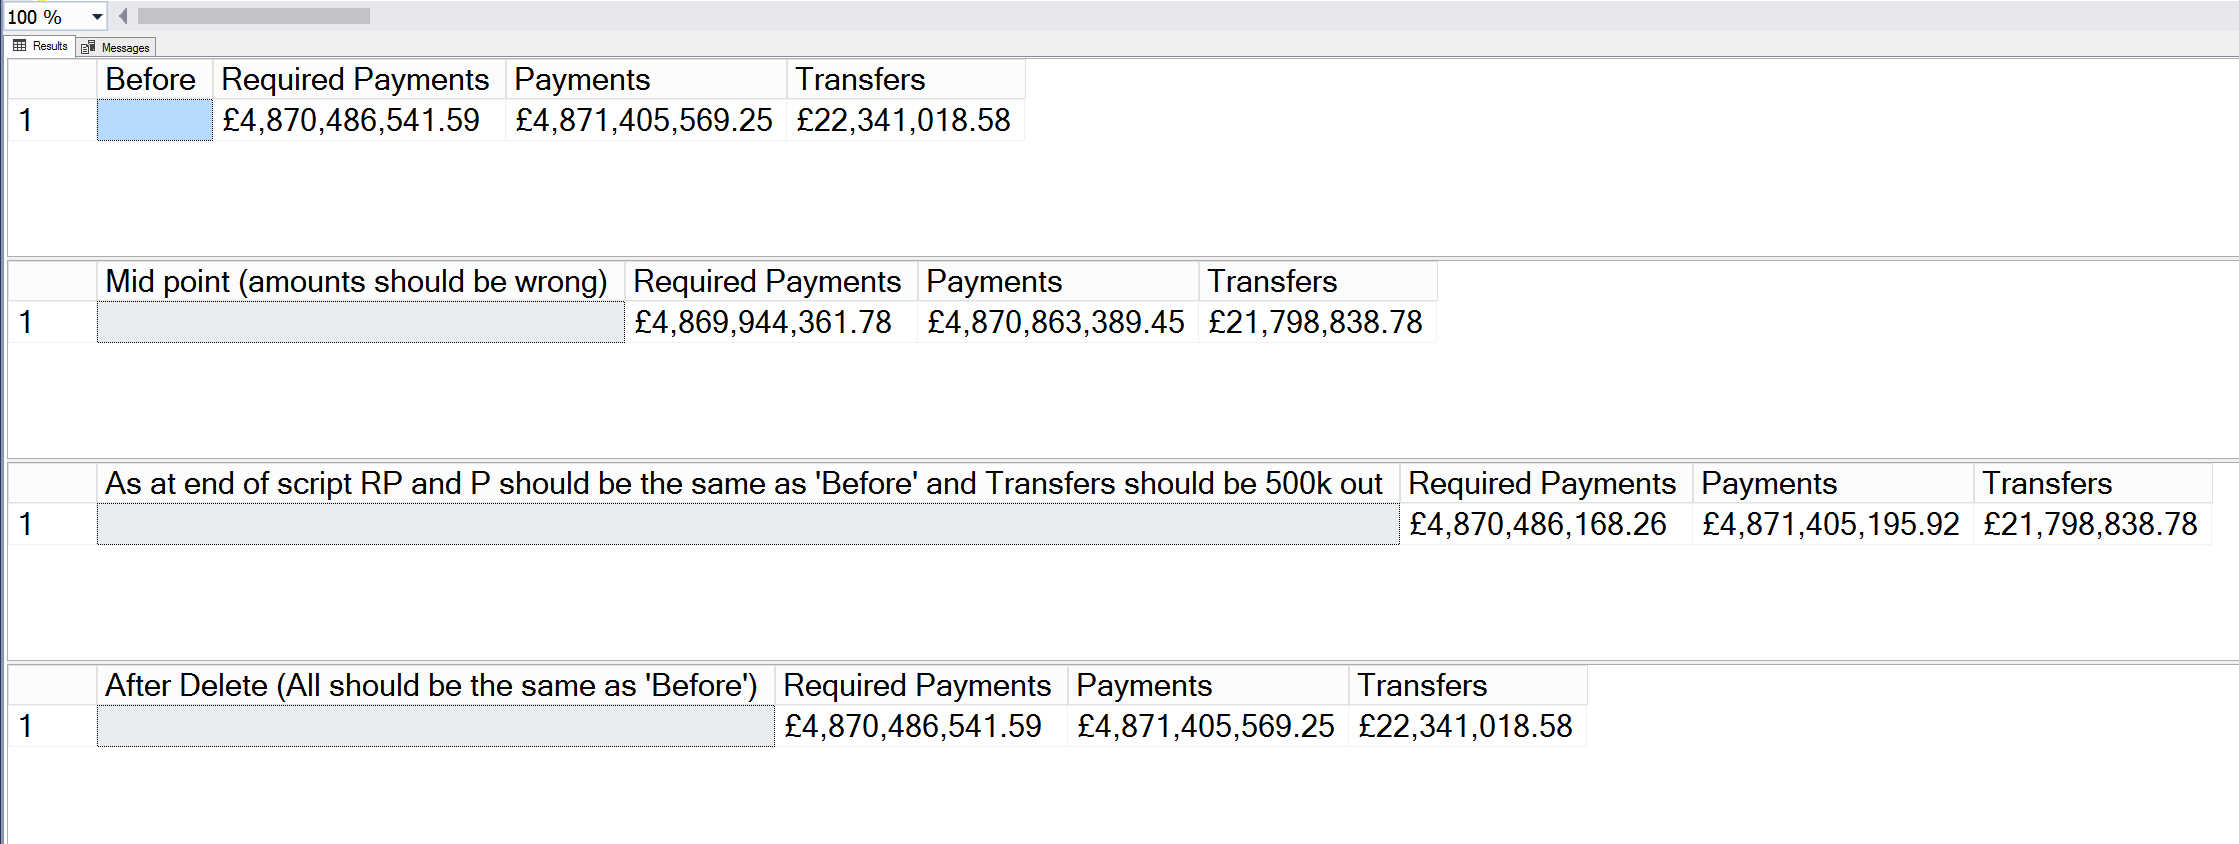 100 %
Results Messages
Before Required Payments Payments Transfers
1 £4,870,486,541.59 £4,871,405,569.25 £22,341,018.58
Mid point (amounts should be wrong) Required Payments Payments Transfers
1 £4,869,944,361.78 £4,870,863,389.45 £21,798,838.78
As at end of script RP and P should be the same as 'Before' and Transfers should be 500k out Required Payments Payments Transfers
1 £4,870,486,168.26 £4,871,405,195.92 £21,798,838.78
After Delete (All should be the same as 'Before') Required Payments Payments Transfers
1 £4,870,486,541.59 £4,871,405,569.25 £22,341,018.58